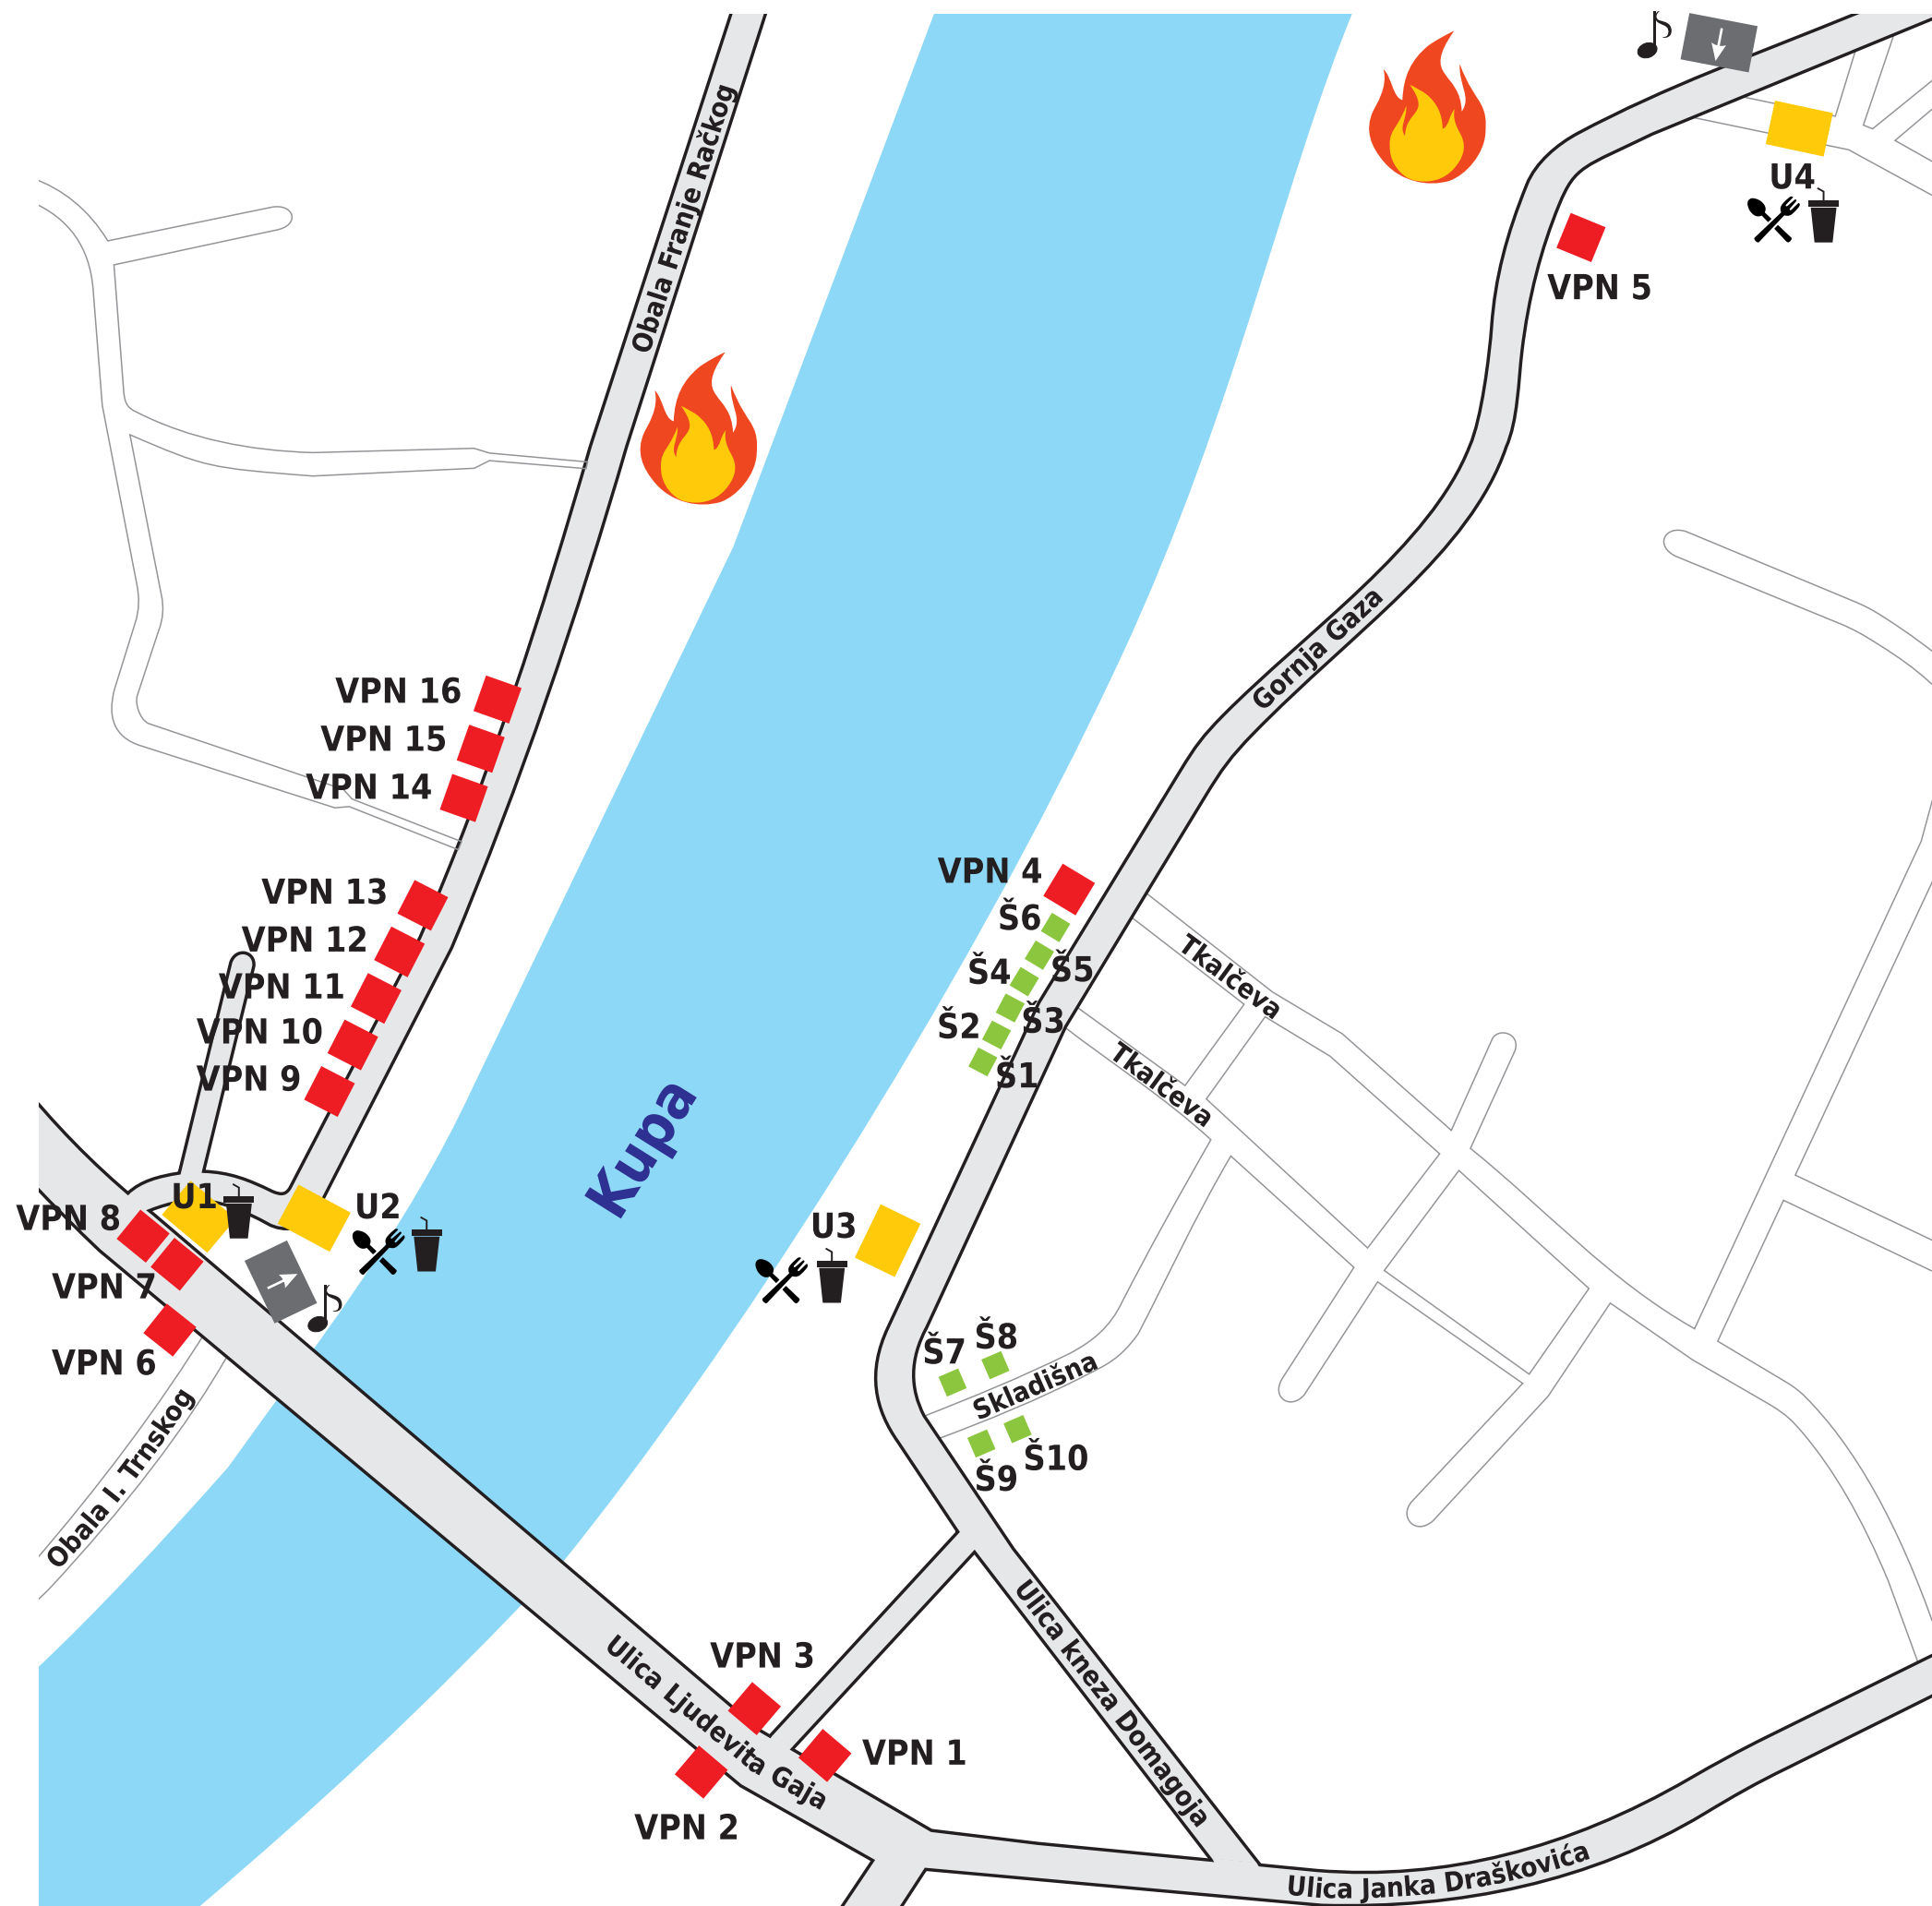 Obala Franje Račkog
U4
VPN 5
Gornja Gaza
VPN 16
VPN 15
VPN 14
VPN 13
VPN 12
VPN 11
VPN 10
VPN 9
VPN 4
Š6
Š5
Š4
Š3
Š2
Š1
Tkalčeva
Tkalčeva
Kupa
U1
U2
U3
VPN 8
VPN 7
VPN 6
Š7
Š8
Skladišna
Š9
Š10
Obala I. Trnskog
Ulica Ljudevita Gaja
VPN 3
VPN 1
VPN 2
Ulica kneza Domagoja
Ulica Janka Draškovića